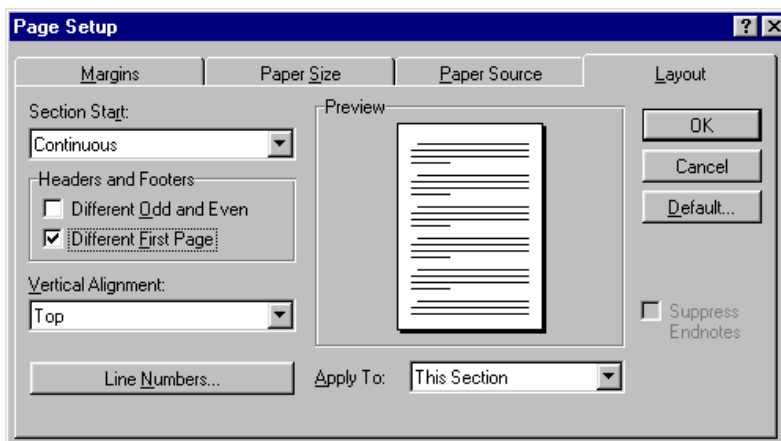 Page Setup
Margins
Paper Size
Paper Source
Layout
Section Start:
Continuous
Headers and Footers
Different Odd and Even
Different First Page
Vertical Alignment:
Top
Line Numbers...
Preview
Apply To:
This Section
OK
Cancel
Default...
Suppress
Endnotes